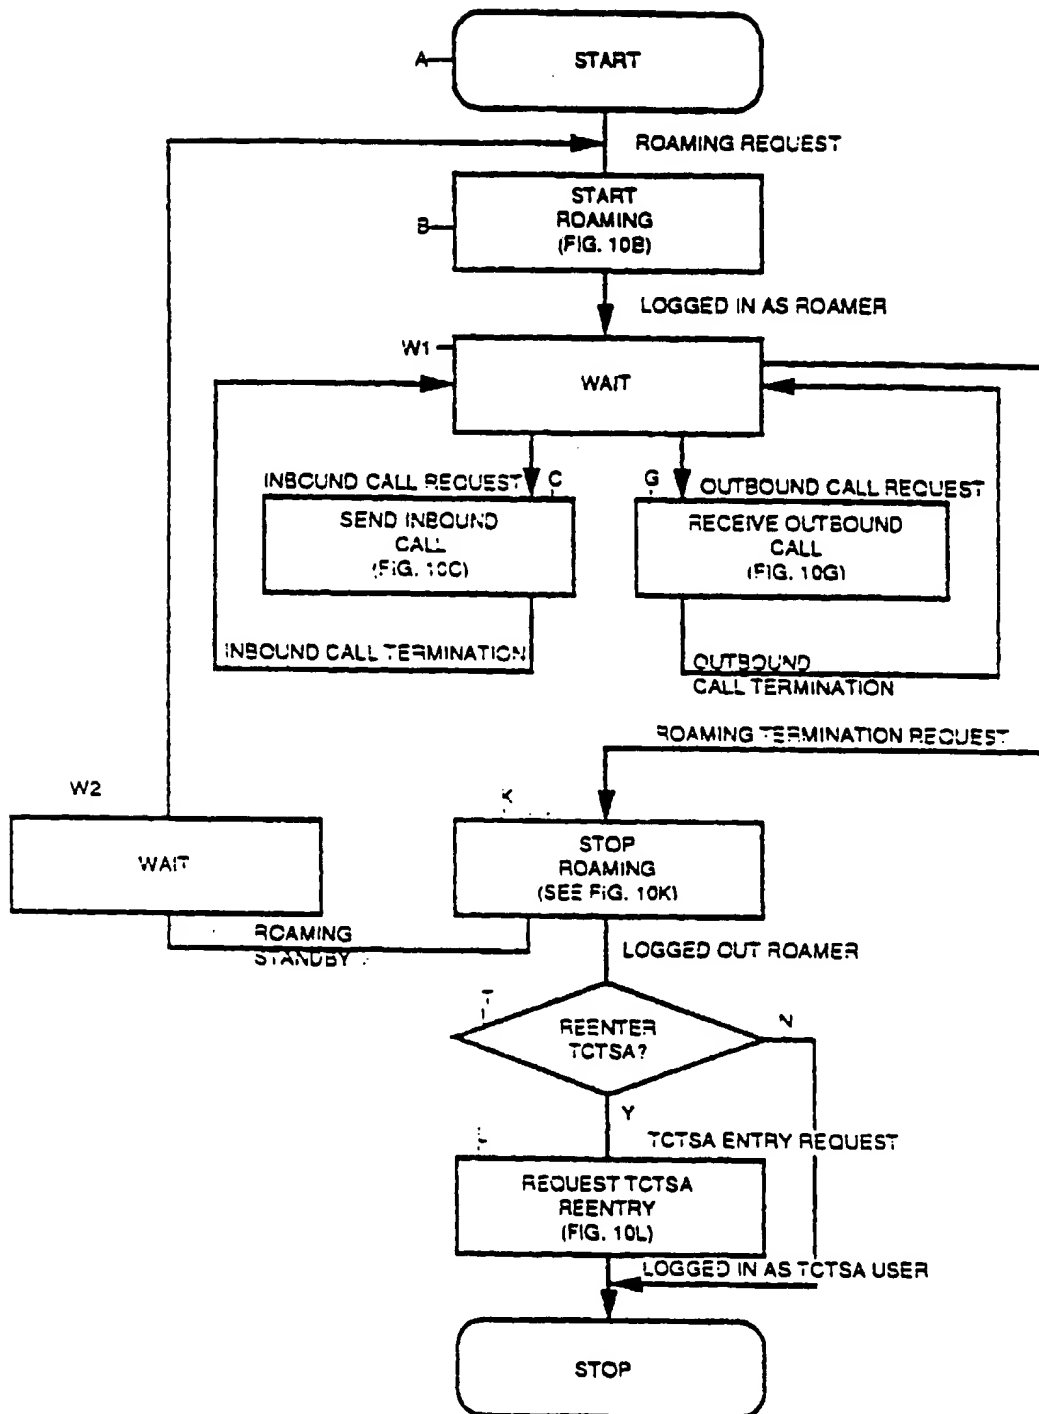 A
START
ROAMING REQUEST
START
ROAMING
(FIG. 10B)
B
LOGGED IN AS ROAMER
W1
WAIT
INBOUND CALL REQUEST
C
G
OUTBOUND CALL REQUEST
SEND INBOUND
CALL
(FIG. 10C)
RECEIVE OUTBOUND
CALL
(FIG. 10G)
INBOUND CALL TERMINATION
OUTBOUND
CALL TERMINATION
ROAMING TERMINATION REQUEST
W2
K
WAIT
STOP
ROAMING
(SEE FIG. 10K)
ROAMING
STANDBY
LOGGED OUT ROAMER
T
REENTER
TCTSA?
N
Y
L
TCTSA ENTRY REQUEST
REQUEST TCTSA
REENTRY
(FIG. 10L)
LOGGED IN AS TCTSA USER
STOP